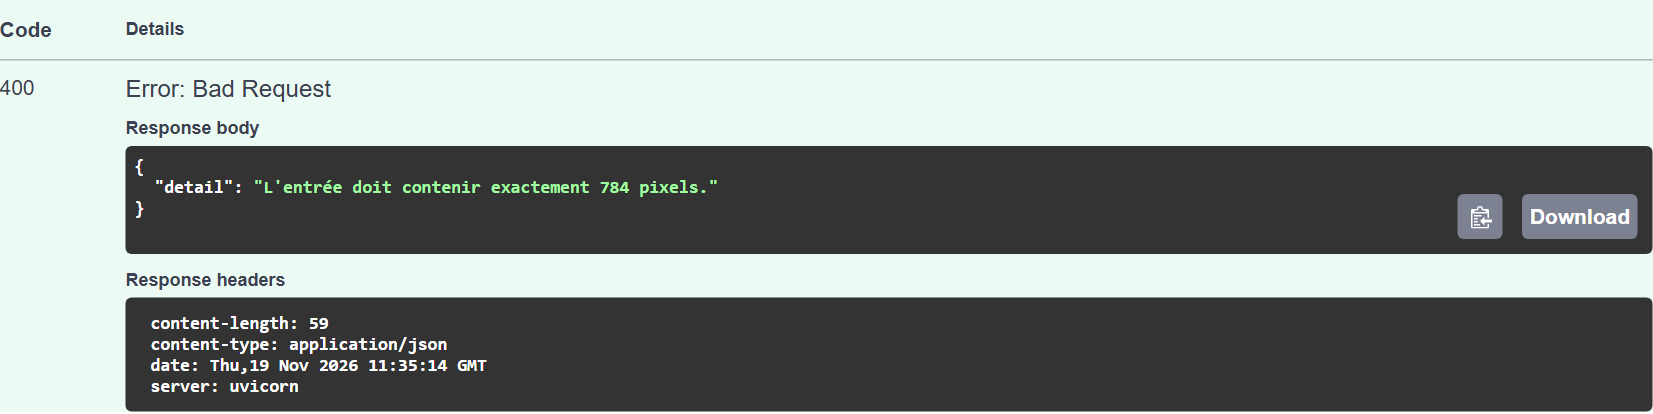 Code Details
400 Error: Bad Request
Response body
{
"detail": "L'entrée doit contenir exactement 784 pixels."
}
Download
Response headers
content-length: 59
content-type: application/json
date: Thu,19 Nov 2026 11:35:14 GMT
server: uvicorn